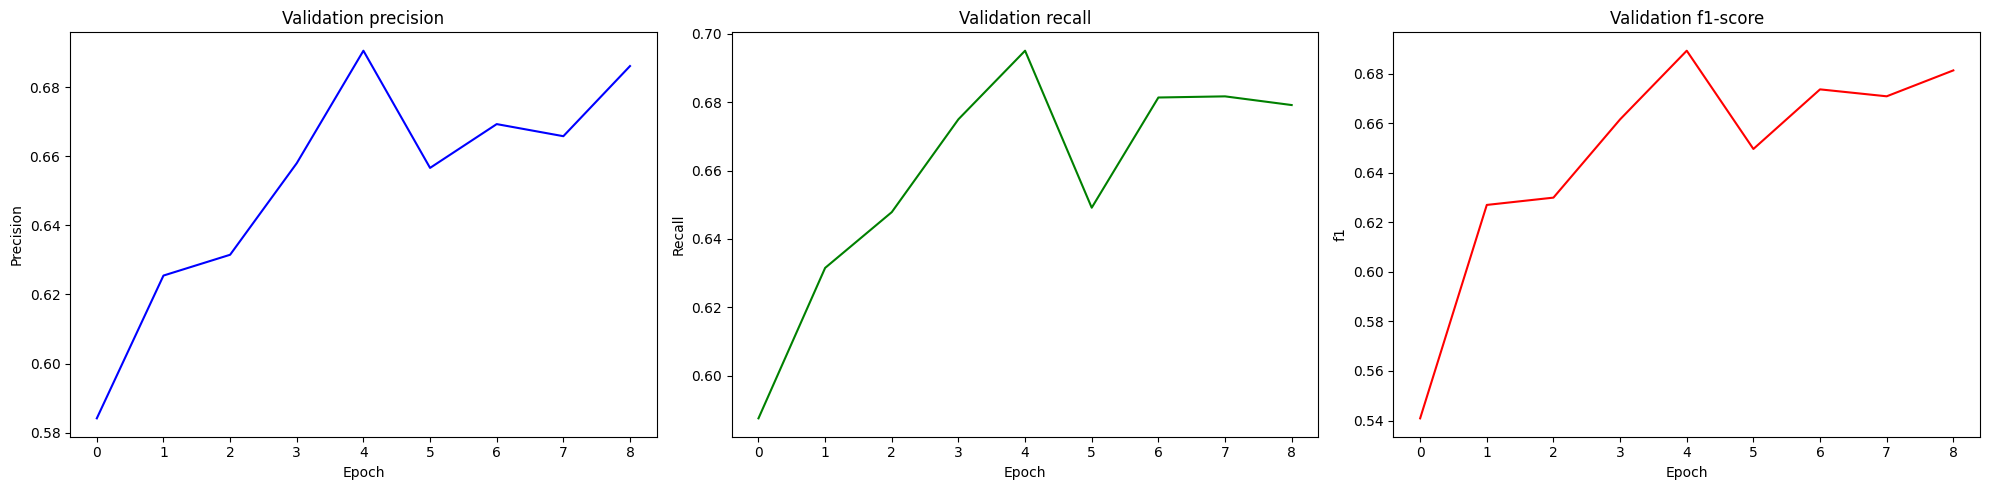 Validation precision
Precision
0.68
0.66
0.64
0.62
0.60
0.58
0 1 2 3 4 5 6 7 8
Epoch
Validation recall
Recall
0.70
0.68
0.66
0.64
0.62
0.60
0 1 2 3 4 5 6 7 8
Epoch
Validation f1-score
f1
0.68
0.66
0.64
0.62
0.60
0.58
0.56
0.54
0 1 2 3 4 5 6 7 8
Epoch